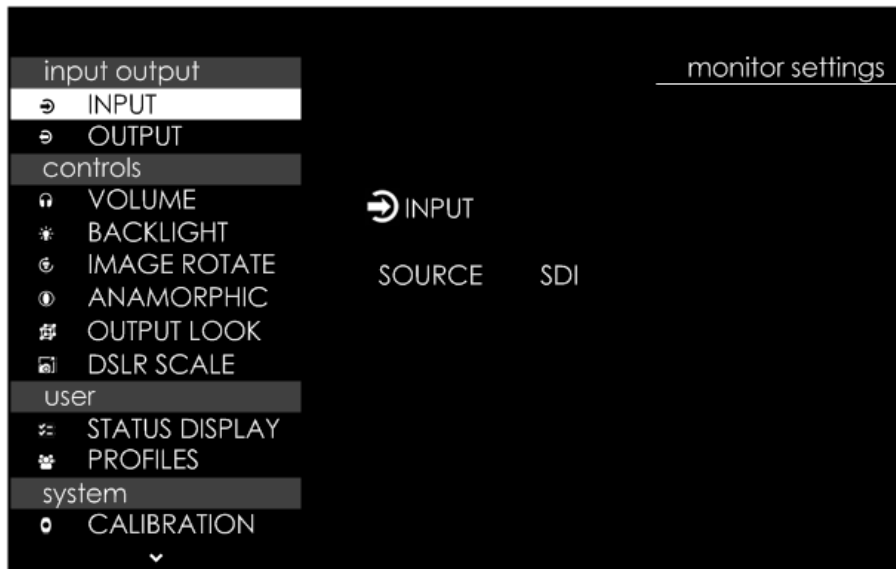 monitor settings
input output
INPUT
OUTPUT
controls
VOLUME
BACKLIGHT
IMAGE ROTATE
ANAMORPHIC
OUTPUT LOOK
DSLR SCALE
user
STATUS DISPLAY
PROFILES
system
CALIBRATION
INPUT
SOURCE SDI